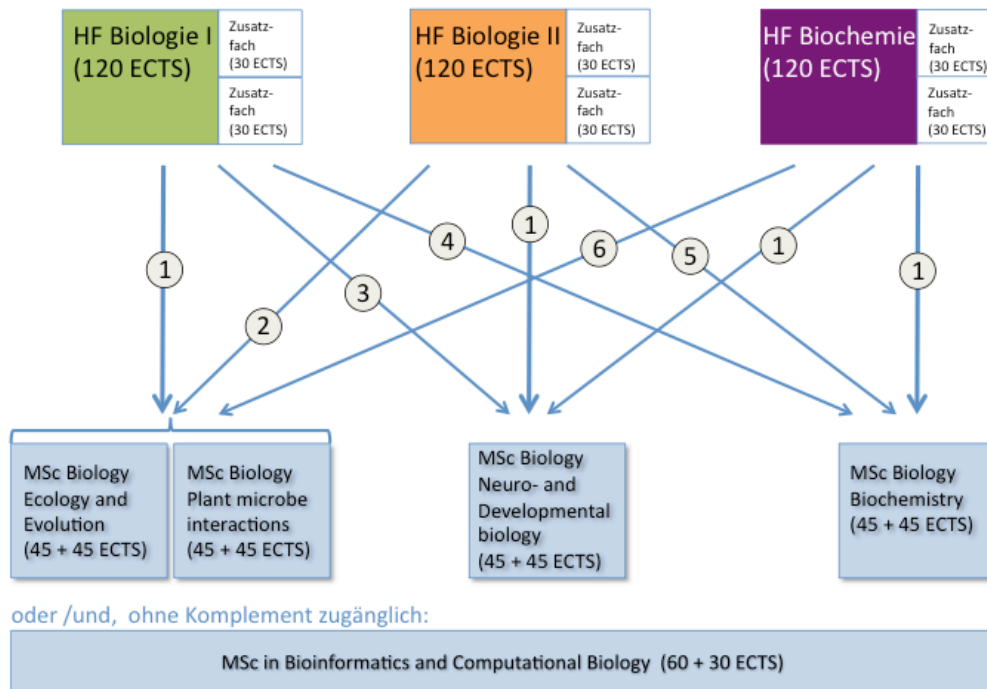 HF Biologie I
(120 ECTS)
Zusatz-
fach
(30 ECTS)
Zusatz-
fach
(30 ECTS)
HF Biologie II
(120 ECTS)
Zusatz-
fach
(30 ECTS)
Zusatz-
fach
(30 ECTS)
HF Biochemie
(120 ECTS)
Zusatz-
fach
(30 ECTS)
Zusatz-
fach
(30 ECTS)
1
2
3
4
1
6
5
1
1
MSc Biology
Ecology and
Evolution
(45 + 45 ECTS)
MSc Biology
Plant microbe
interactions
(45 + 45 ECTS)
MSc Biology
Neuro- and
Developmental
biology
(45 + 45 ECTS)
MSc Biology
Biochemistry
(45 + 45 ECTS)
oder /und, ohne Komplement zugänglich:
MSc in Bioinformatics and Computational Biology (60 + 30 ECTS)